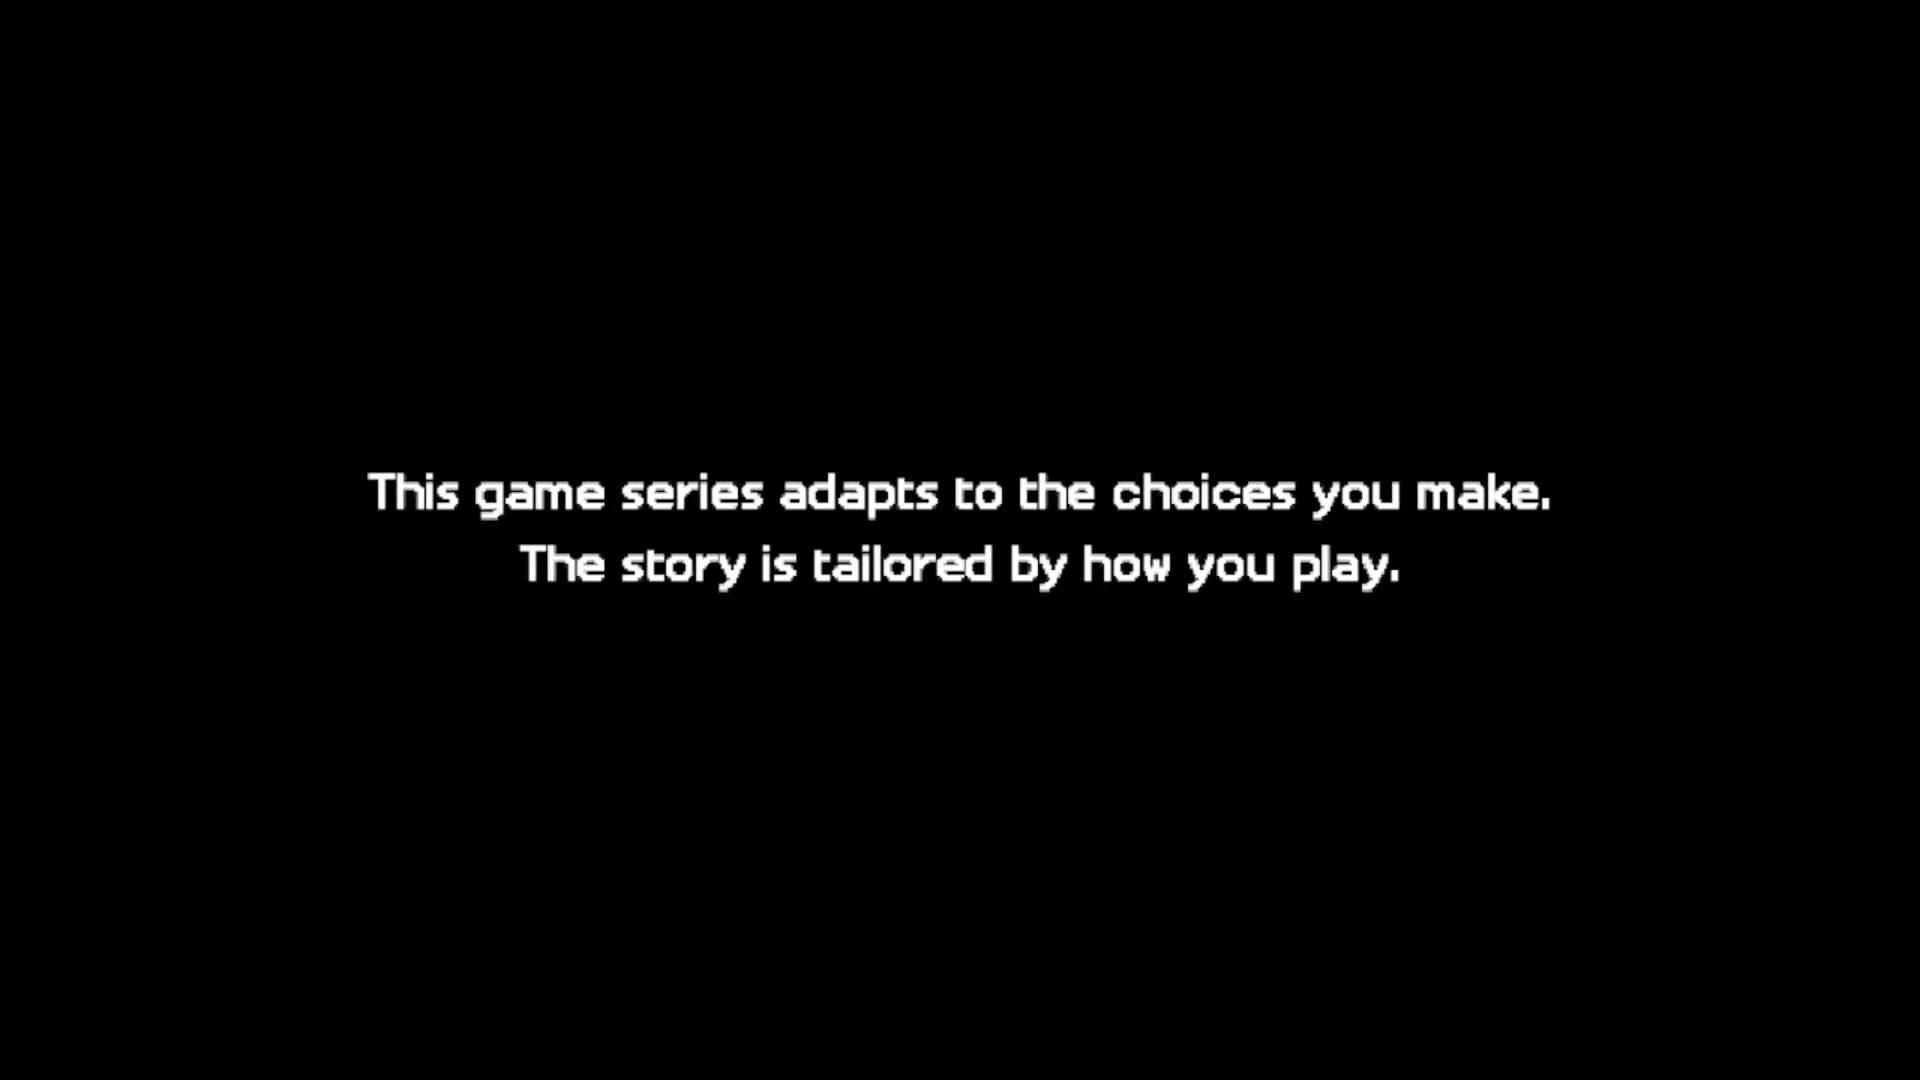 This game series adapts to the choices you make.
The story is tailored by how you play.